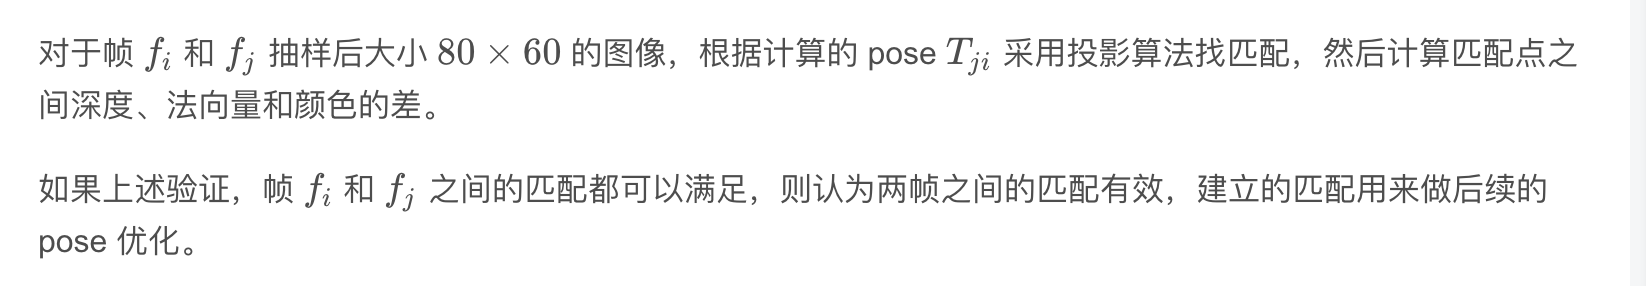 对于帧 $f_i$ 和 $f_j$ 抽样后大小 $80 \times 60$ 的图像，根据计算的 pose $T_{ji}$ 采用投影算法找匹配，然后计算匹配点之
间深度、法向量和颜色的差。
如果上述验证，帧 $f_i$ 和 $f_j$ 之间的匹配都可以满足，则认为两帧之间的匹配有效，建立的匹配用来做后续的
pose 优化。